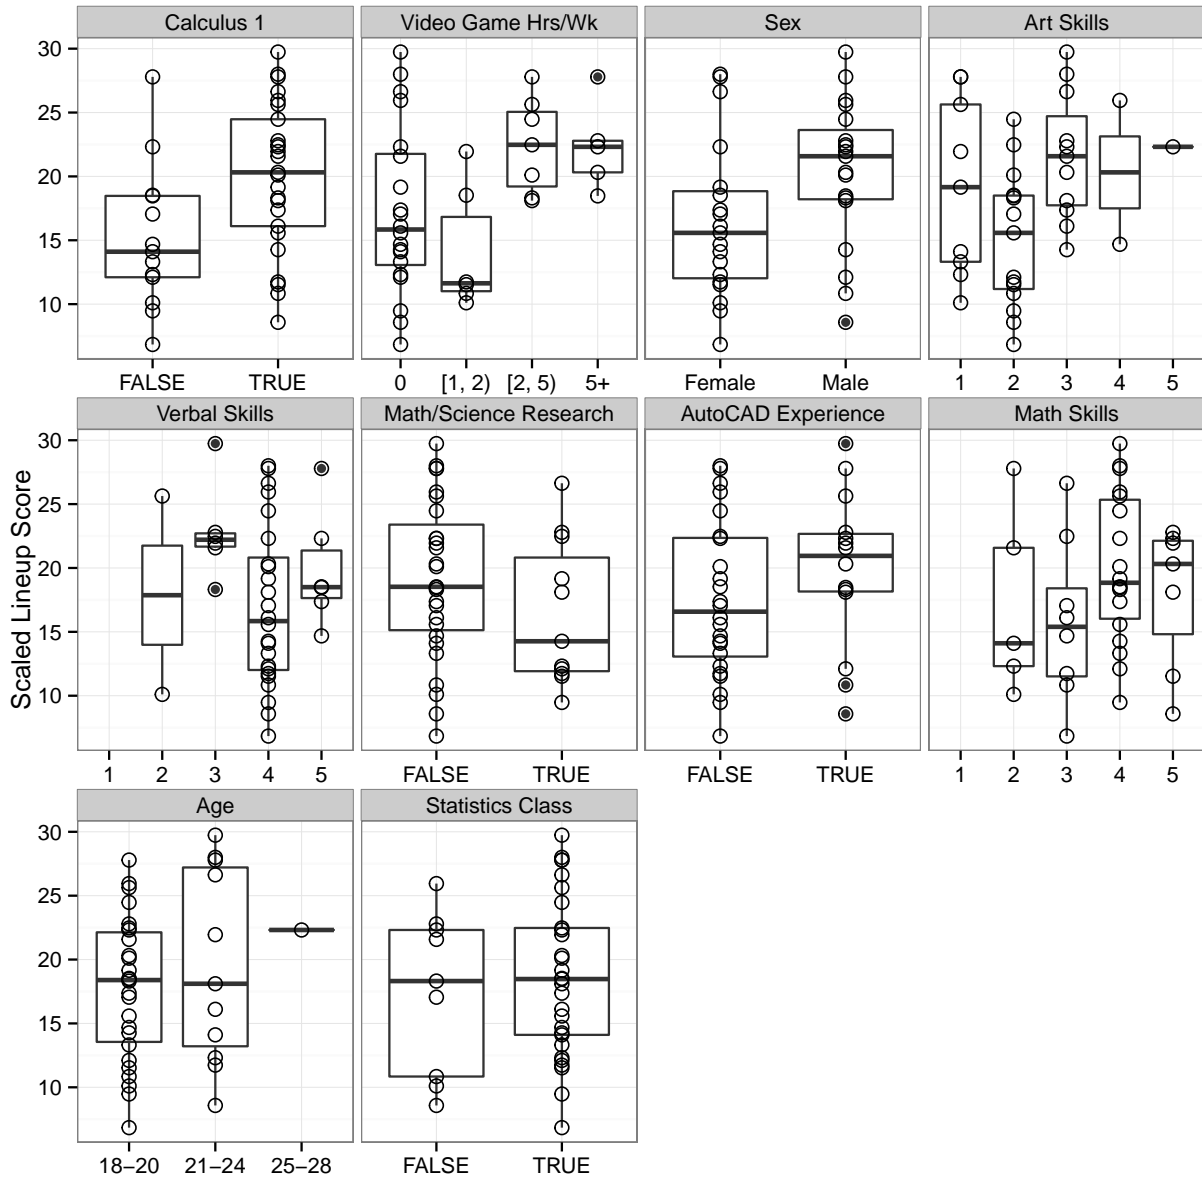 Calculus 1 Video Game Hrs/Wk Sex Art Skills
30
25
20
15
10
FALSE TRUE 0 [1, 2) [2, 5) 5+ Female Male 1 2 3 4 5
Verbal Skills Math/Science Research AutoCAD Experience Math Skills
Scaled Lineup Score
30
25
20
15
10
1 2 3 4 5 FALSE TRUE FALSE TRUE 1 2 3 4 5
Age Statistics Class
30
25
20
15
10
18–20 21–24 25–28 FALSE TRUE